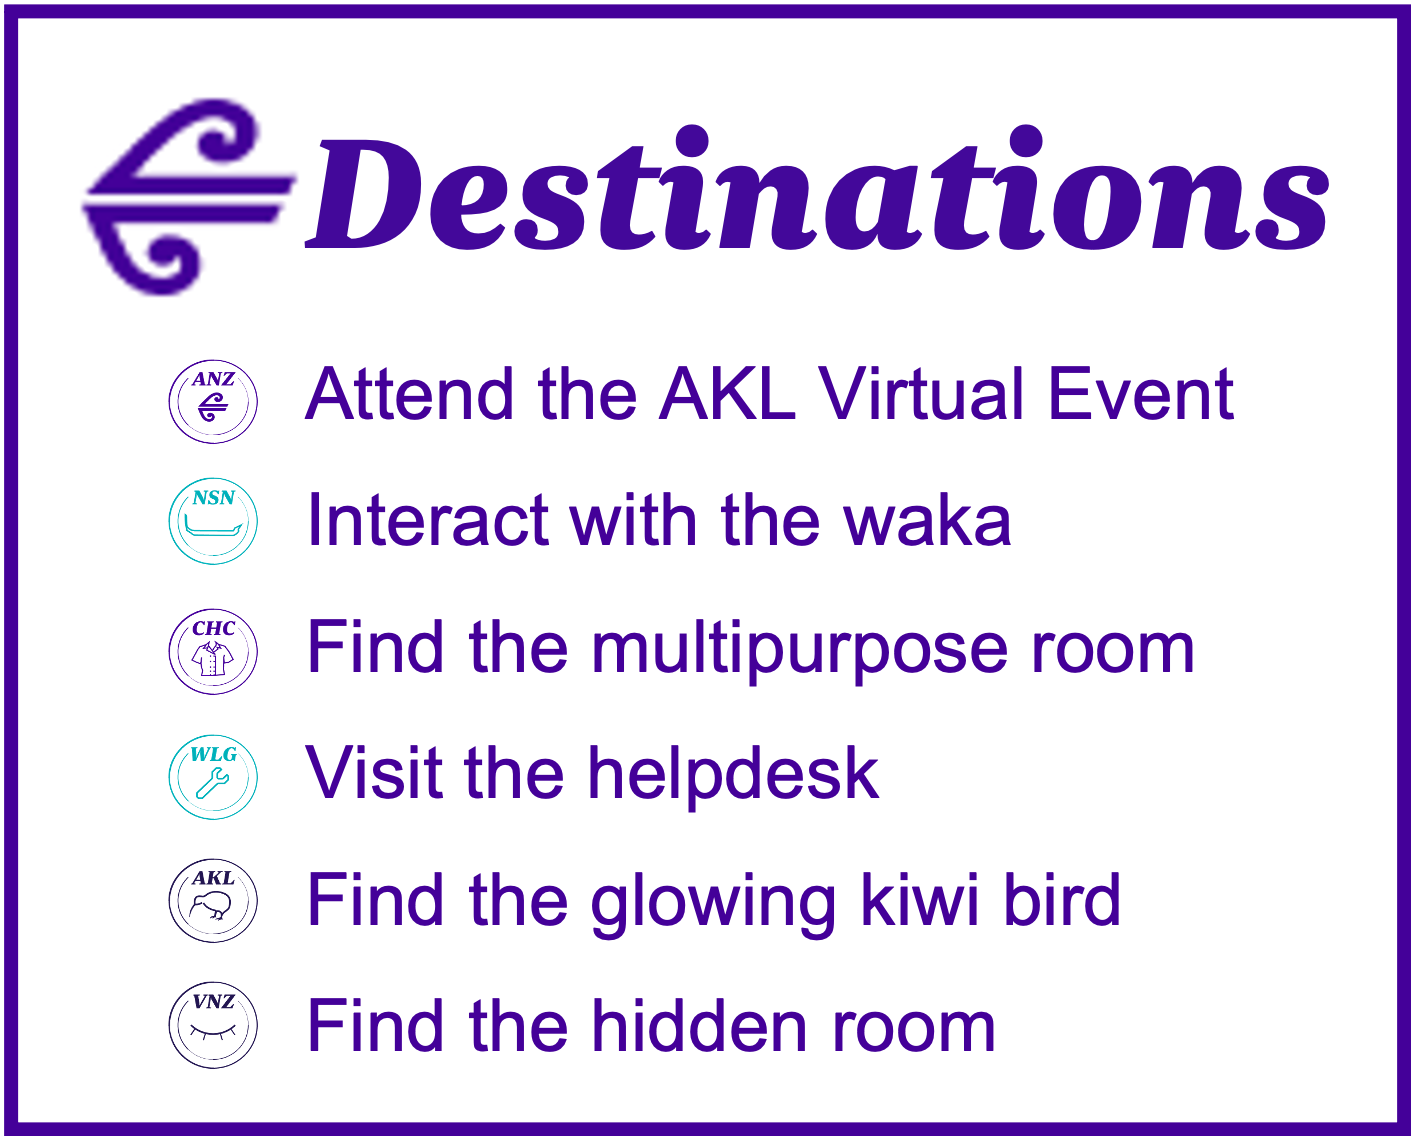 Destinations
ANZ
Attend the AKL Virtual Event
NSN
Interact with the waka
CHC
Find the multipurpose room
WLG
Visit the helpdesk
AKL
Find the glowing kiwi bird
VNZ
Find the hidden room